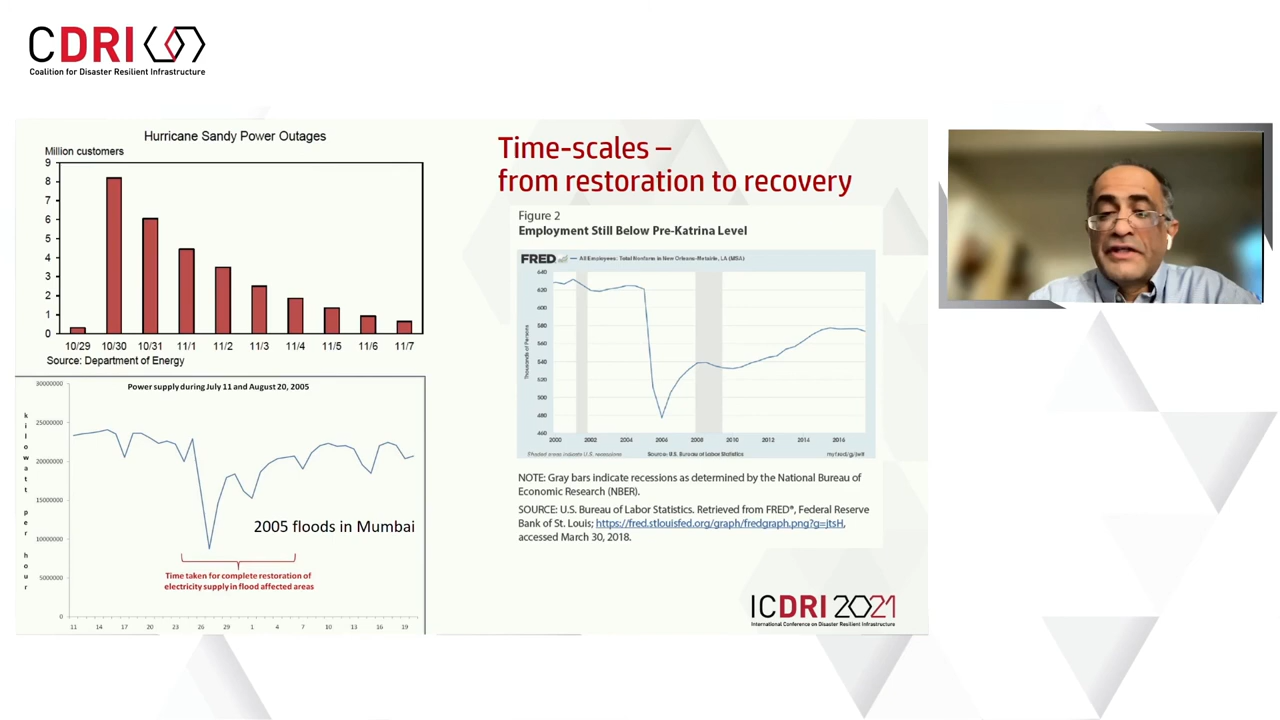 CDRI
Coalition for Disaster Resilient Infrastructure
Hurricane Sandy Power Outages
Million customers
9
8
7
6
5
4
3
2
1
0
10/29 10/30 10/31 11/1 11/2 11/3 11/4 11/5 11/6 11/7
Source: Department of Energy
Power supply during July 11 and August 20, 2005
30000000
25000000
20000000
15000000
10000000
5000000
0
kilowatt per hour
2005 floods in Mumbai
Time taken for complete restoration of
electricity supply in flood affected areas
11 14 17 20 23 26 29 1 4 7 10 13 16 19
Time-scales –
from restoration to recovery
Figure 2
Employment Still Below Pre-Katrina Level
FRED — All Employees: Total Nonfarm in New Orleans-Metairie, LA (MSA)
640
620
580
560
540
520
500
480
460
Thousands of Persons
2000 2002 2004 2006 2008 2010 2012 2014 2016
Shaded areas indicate U.S. recessions Source: U.S. Bureau of Labor Statistics
NOTE: Gray bars indicate recessions as determined by the National Bureau of
Economic Research (NBER).
SOURCE: U.S. Bureau of Labor Statistics. Retrieved from FRED®, Federal Reserve
Bank of St. Louis; https://fred.stlouisfed.org/graph/fredgraph.png?g=jtsH,
accessed March 30, 2018.
ICDRI 2021
International Conference on Disaster Resilient Infrastructure